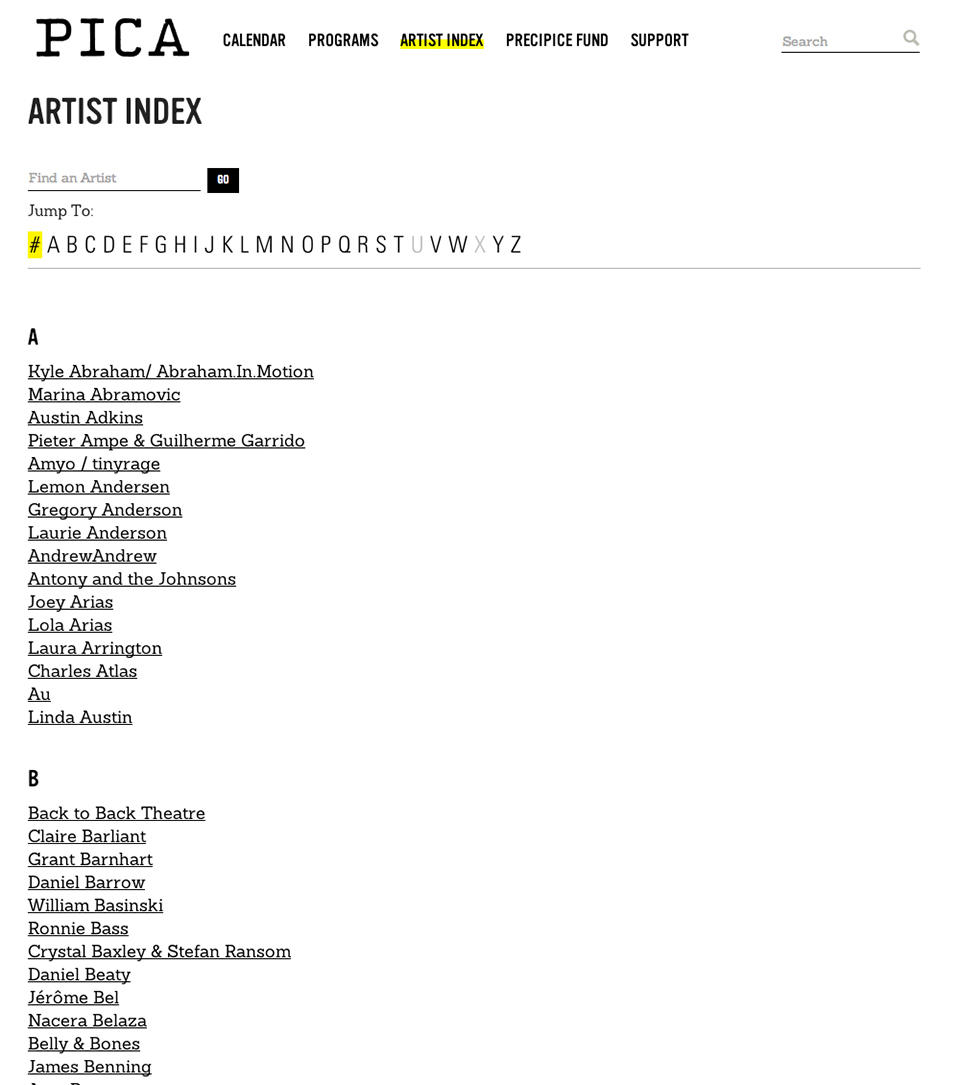 PICA
CALENDAR PROGRAMS ARTIST INDEX PRECIPICE FUND SUPPORT Search
ARTIST INDEX
Find an Artist GO
Jump To:
# A B C D E F G H I J K L M N O P Q R S T U V W X Y Z
A
Kyle Abraham/ Abraham.In.Motion
Marina Abramovic
Austin Adkins
Pieter Ampe & Guilherme Garrido
Amyo / tinyrage
Lemon Andersen
Gregory Anderson
Laurie Anderson
AndrewAndrew
Antony and the Johnsons
Joey Arias
Lola Arias
Laura Arrington
Charles Atlas
Au
Linda Austin
B
Back to Back Theatre
Claire Barliant
Grant Barnhart
Daniel Barrow
William Basinski
Ronnie Bass
Crystal Baxley & Stefan Ransom
Daniel Beaty
Jérôme Bel
Nacera Belaza
Belly & Bones
James Benning